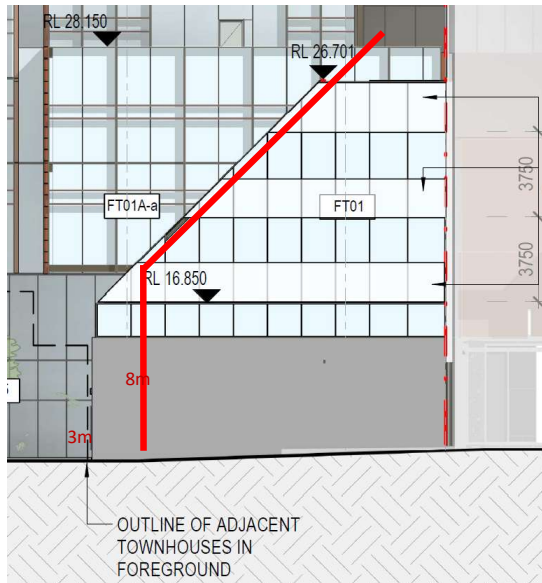 RL 28.150
RL 26.701
3750
FT01A-a
FT01
3750
RL 16.850
8m
3m
OUTLINE OF ADJACENT
TOWNHOUSES IN
FOREGROUND